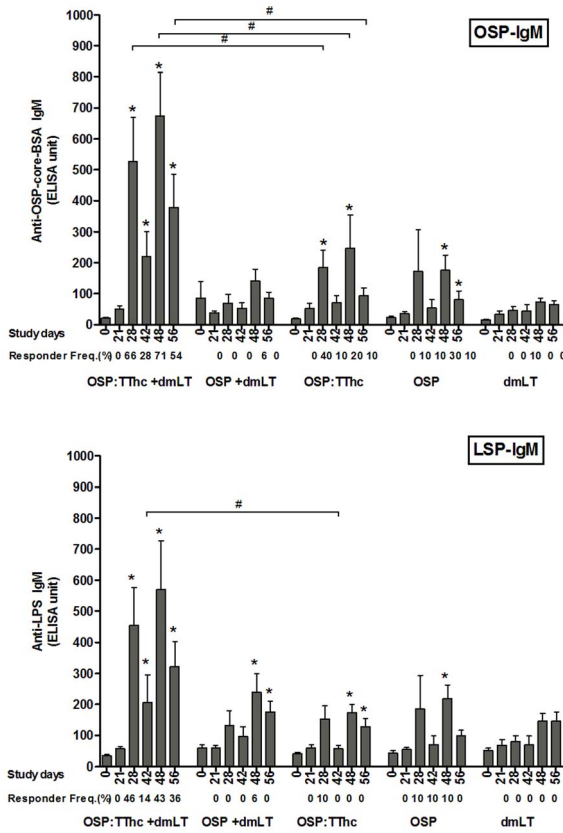 OSP-IgM
#
#
#
1000
900
800
700
600
500
400
300
200
100
0
Anti-OSP-core-BSA IgM
(ELISA unit)
* * * * * * * *
Study days 0 21 28 42 48 56 0 21 28 42 48 56 0 21 28 42 48 56 0 21 28 42 48 56 0 21 28 42 48 56
Responder Freq.(%) 0 66 28 71 54 0 0 0 6 0 0 40 10 20 10 0 10 10 30 10 0 0 10 0 0
OSP:TThc +dmLT OSP +dmLT OSP:TThc OSP dmLT
LSP-IgM
#
1000
900
800
700
600
500
400
300
200
100
0
Anti-LPS IgM
(ELISA unit)
* * * * * * * * *
Study days 0 21 28 42 48 56 0 21 28 42 48 56 0 21 28 42 48 56 0 21 28 42 48 56 0 21 28 42 48 56
Responder Freq.(%) 0 46 14 43 36 0 0 0 6 0 0 10 0 0 0 0 10 10 10 0 0 0 0 0 0
OSP:TThc +dmLT OSP +dmLT OSP:TThc OSP dmLT